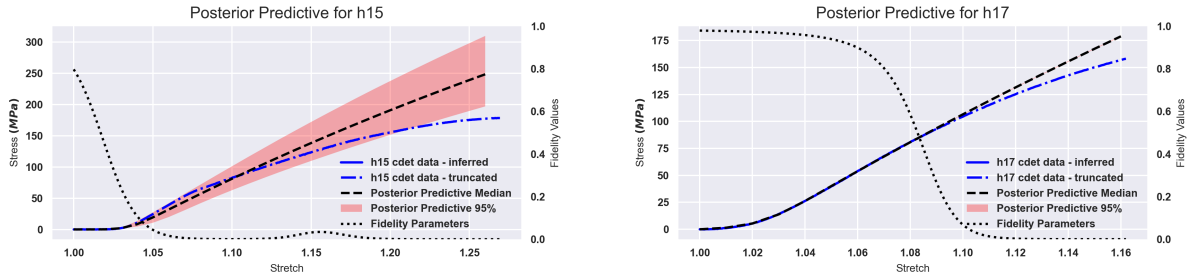 Posterior Predictive for h15
300
250
200
150
100
50
0
Stress (MPa)
1.00
1.05
1.10
1.15
1.20
1.25
Stretch
1.0
0.8
0.6
0.4
0.2
0.0
Fidelity Values
h15 cdet data - inferred
h15 cdet data - truncated
Posterior Predictive Median
Posterior Predictive 95%
Fidelity Parameters
Posterior Predictive for h17
175
150
125
100
75
50
25
0
Stress (MPa)
1.00
1.02
1.04
1.06
1.08
1.10
1.12
1.14
1.16
Stretch
1.0
0.8
0.6
0.4
0.2
0.0
Fidelity Values
h17 cdet data - inferred
h17 cdet data - truncated
Posterior Predictive Median
Posterior Predictive 95%
Fidelity Parameters